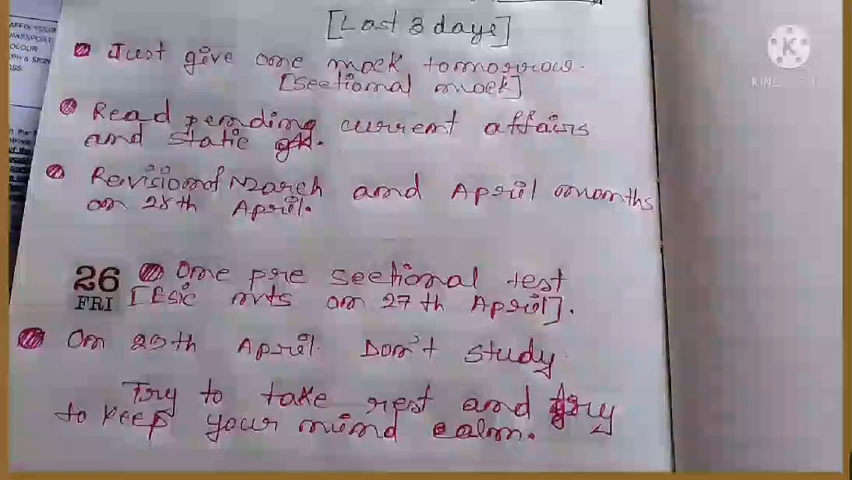 [Last 3 days]
Just give one mock tomorrow.
[sectional mock]
Read pending current affairs
and static gk.
Revision of March and April months
on 28th April.
26
FRI
One pre sectional test
[Esic mts on 27th April].
On 29th April. Don't study.
Try to take rest and try
to keep your mind calm.
K
COLOUR